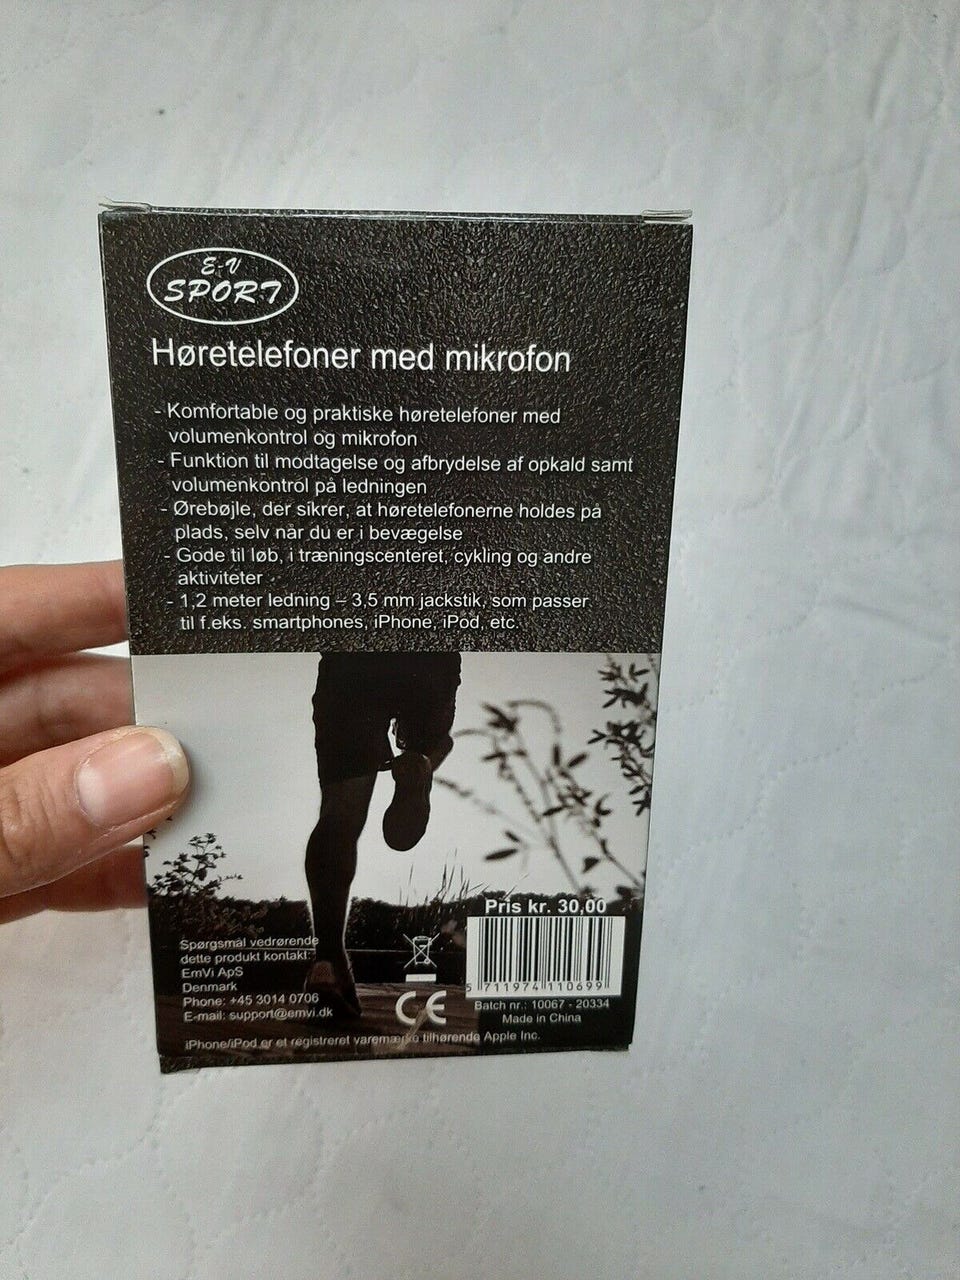 E-V
SPORT
Høretelefoner med mikrofon
- Komfortable og praktiske høretelefoner med
volumenkontrol og mikrofon
- Funktion til modtagelse og afbrydelse af opkald samt
volumenkontrol på ledningen
- Ørebøjle, der sikrer, at høretelefonerne holdes på
plads, selv når du er i bevægelse
- Gode til løb, i træningscenteret, cykling og andre
aktiviteter
- 1,2 meter ledning – 3,5 mm jackstik, som passer
til f.eks. smartphones, iPhone, iPod, etc.
Spørgsmål vedrørende
dette produkt kontakt:
EmVi ApS
Danmark
Phone: +45 3014 0706
E-mail: support@emvi.dk
CE
Pris kr. 30,00
5 711974 110699
Batch nr.: 10067 - 20334
Made in China
iPhone/iPod er et registreret varemærke tilhørende Apple Inc.